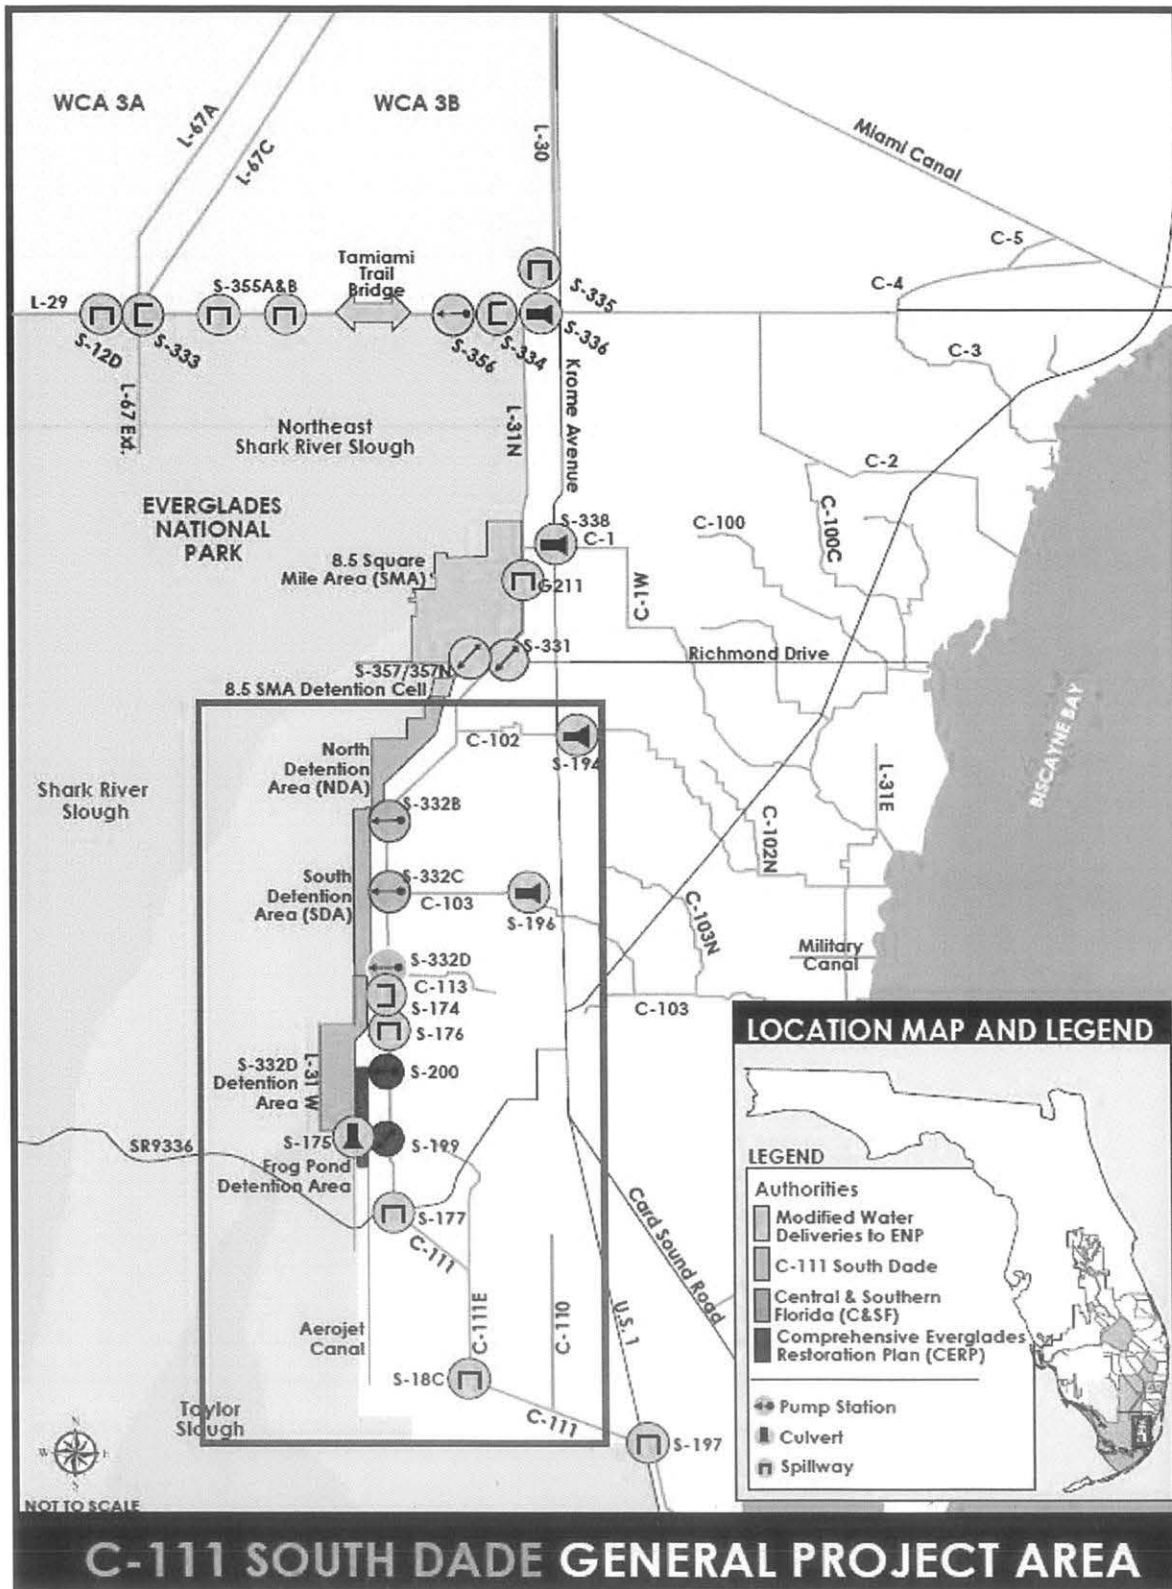 WCA 3A
WCA 3B
L-67A
L-67C
L-30
Miami Canal
C-5
C-4
C-3
Tamiami
Trail
Bridge
S-355A&B
L-29
S-12D
S-333
S-356
S-334
S-335
S-336
L-67 Ext.
L-31N
Krome Avenue
Northeast
Shark River Slough
EVERGLADES
NATIONAL
PARK
C-2
C-100
C-100C
S-338
C-1
C-1W
8.5 Square
Mile Area (SMA)
G211
S-331
S-357/357N
8.5 SMA Detention Cell
Richmond Drive
BISCAYNE BAY
North
Detention
Area (NDA)
C-102
S-194
L-31E
C-102N
Shark River
Slough
S-332B
South
Detention
Area (SDA)
S-332C
C-103
S-196
C-103N
Military
Canal
C-103
S-332D
C-113
S-174
S-176
S-332D
Detention
Area
L-31 W
S-200
S-175
S-199
SR9336
Frog Pond
Detention Area
S-177
C-111
C-111E
C-110
Card Sound Road
U.S. 1
Aerojet
Canal
S-18C
C-111
S-197
Taylor
Slough
N
W
E
S
NOT TO SCALE
LOCATION MAP AND LEGEND
LEGEND
Authorities
Modified Water
Deliveries to ENP
C-111 South Dade
Central & Southern
Florida (C&SF)
Comprehensive Everglades
Restoration Plan (CERP)
Pump Station
Culvert
Spillway
C-111 SOUTH DADE GENERAL PROJECT AREA